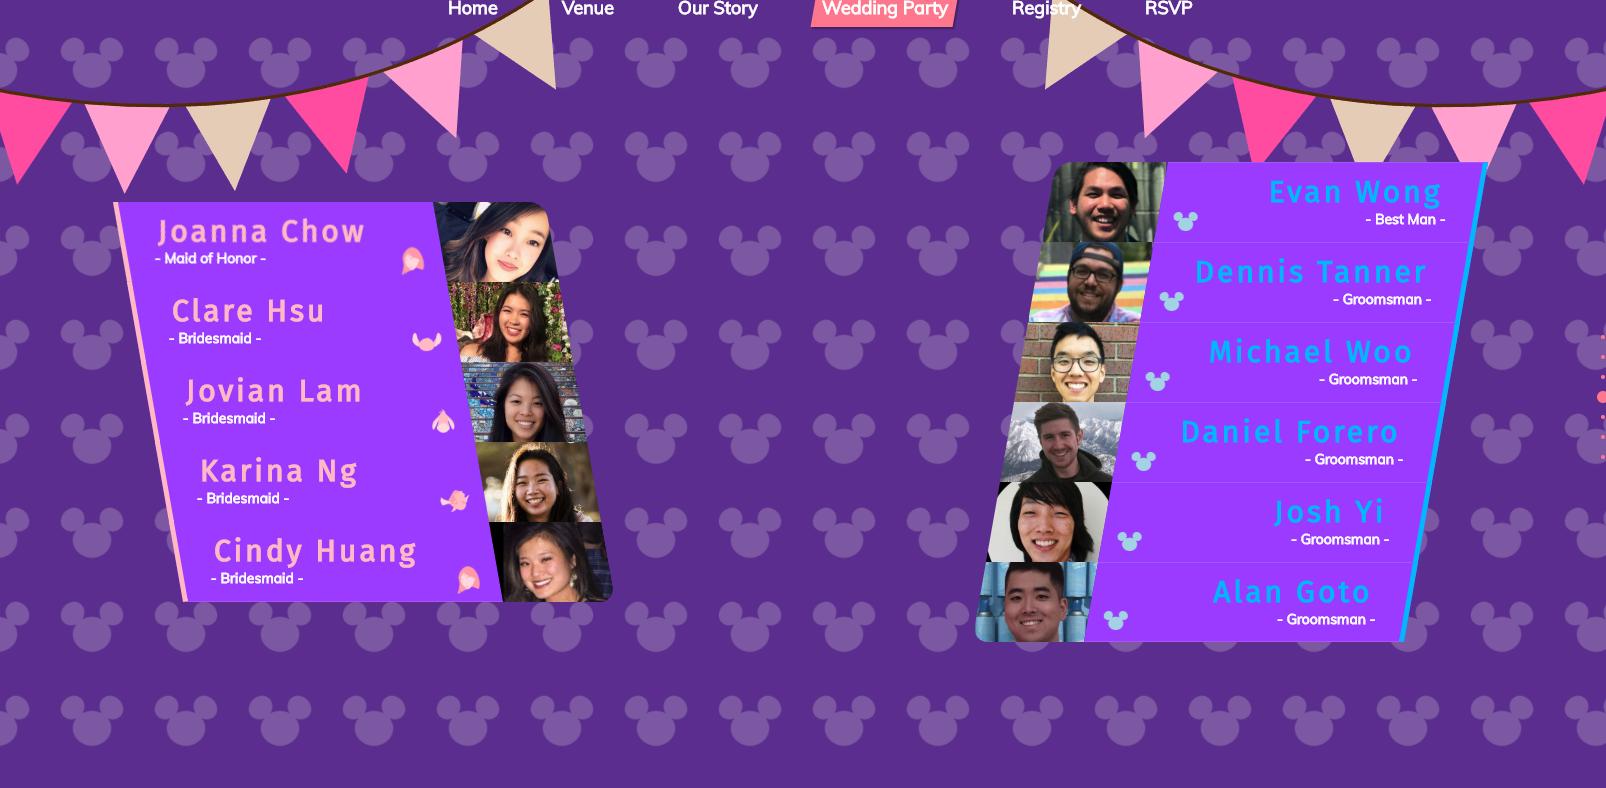 Home Venue Our Story Wedding Party Registry RSVP
Joanna Chow
- Maid of Honor -
Clare Hsu
- Bridesmaid -
Jovian Lam
- Bridesmaid -
Karina Ng
- Bridesmaid -
Cindy Huang
- Bridesmaid -
Evan Wong
- Best Man -
Dennis Tanner
- Groomsman -
Michael Woo
- Groomsman -
Daniel Forero
- Groomsman -
Josh Yi
- Groomsman -
Alan Goto
- Groomsman -